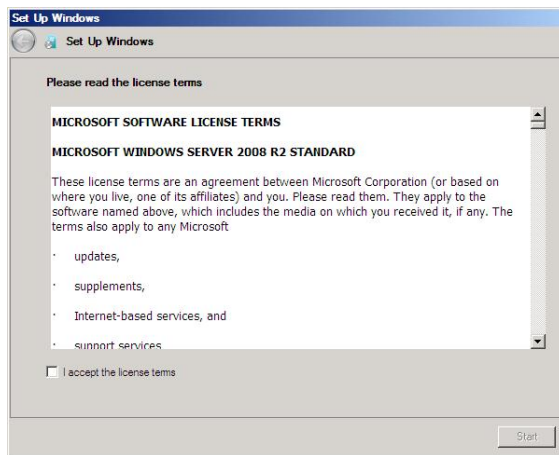 Set Up Windows
Set Up Windows
Please read the license terms
MICROSOFT SOFTWARE LICENSE TERMS
MICROSOFT WINDOWS SERVER 2008 R2 STANDARD
These license terms are an agreement between Microsoft Corporation (or based on
where you live, one of its affiliates) and you. Please read them. They apply to the
software named above, which includes the media on which you received it, if any. The
terms also apply to any Microsoft
· updates,
· supplements,
· Internet-based services, and
· support services
I accept the license terms
Start